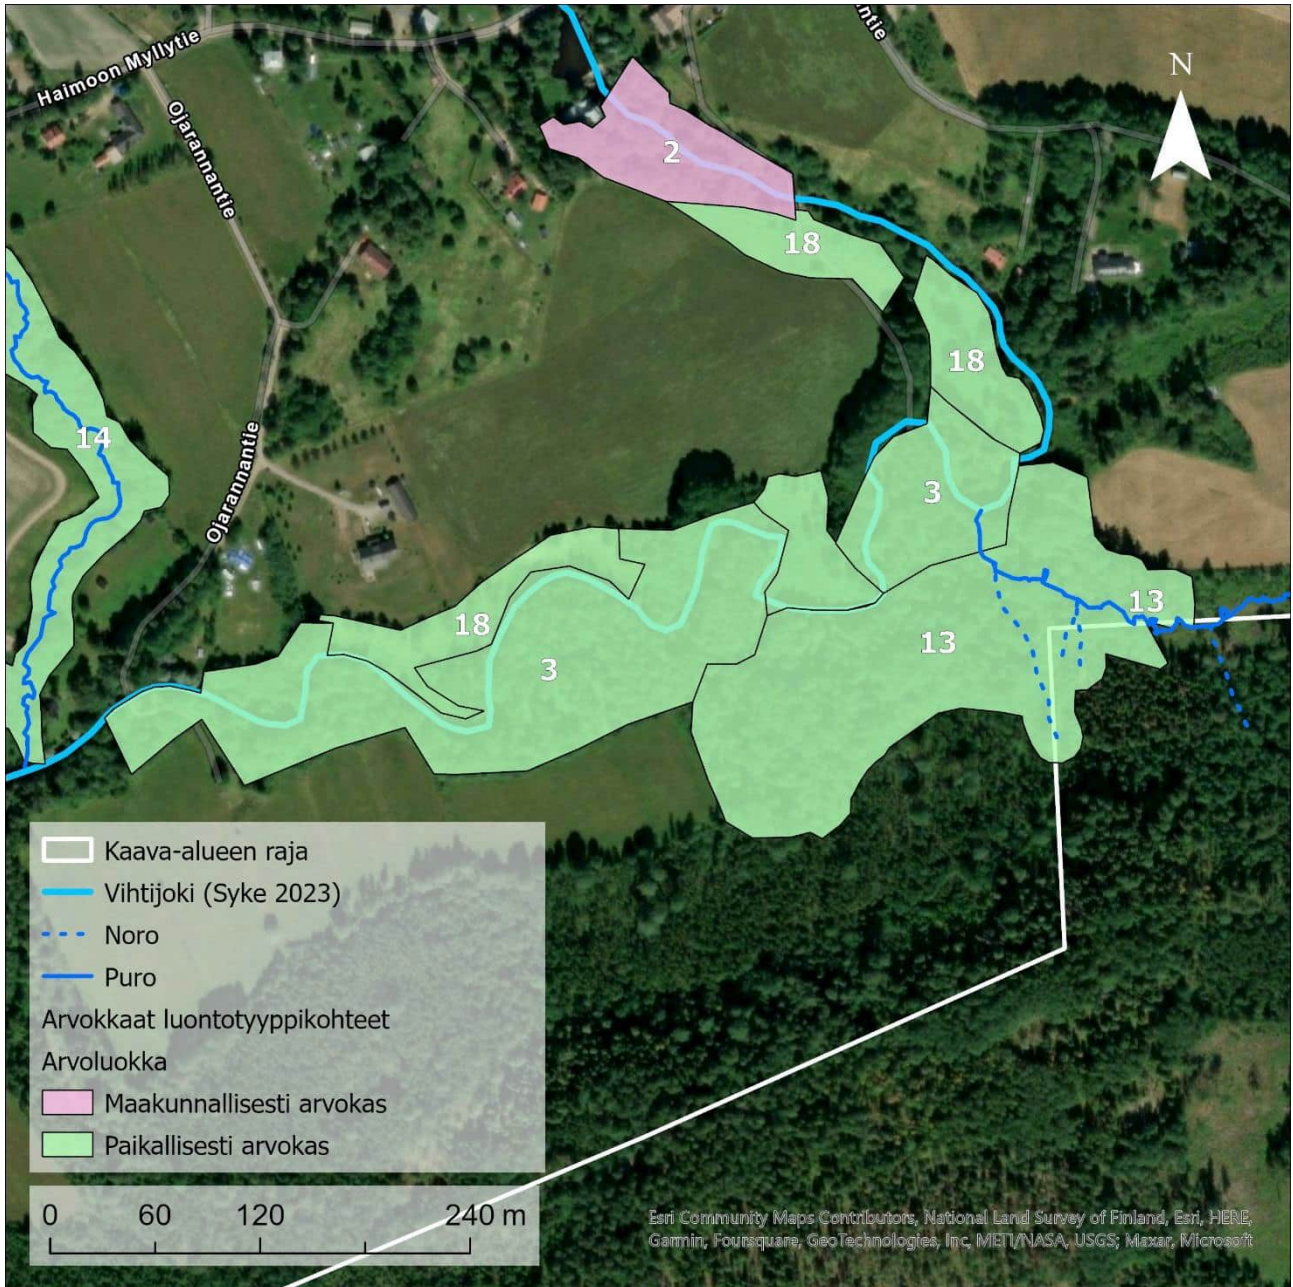 Haimoon Myllytie
ntie
N
Ojarannantie
2
18
18
14
Ojarannantie
3
18
3
13
13
Kaava-alueen raja
Vihtijoki (Syke 2023)
Noro
Puro
Arvokkaat luontotyyppikohteet
Arvoluokka
Maakunnallisesti arvokas
Paikallisesti arvokas
0 60 120 240 m
Esri Community Maps Contributors, National Land Survey of Finland, Esri, HERE,
Garmin, Foursquare, GeoTechnologies, Inc, METI/NASA, USGS; Maxar, Microsoft